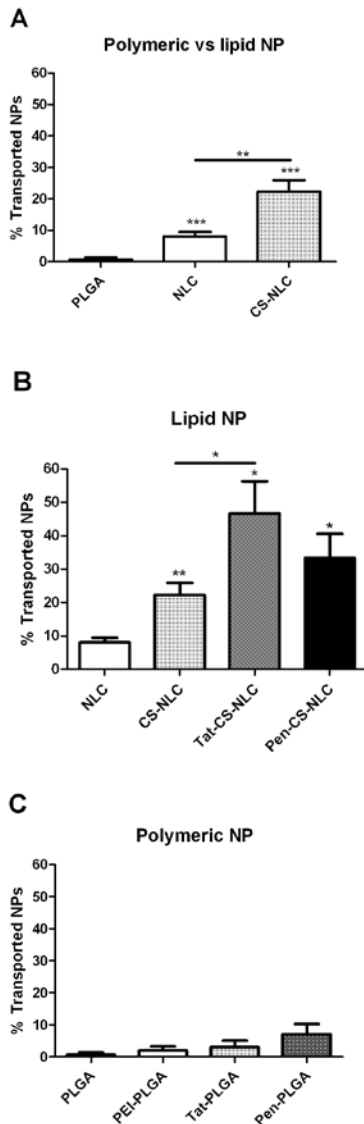 A
Polymeric vs lipid NP
% Transported NPs
60
50
40
30
20
10
0
***
**
***
PLGA
NLC
CS-NLC
B
Lipid NP
% Transported NPs
60
50
40
30
20
10
0
**
*
*
*
NLC
CS-NLC
Tat-CS-NLC
Pen-CS-NLC
C
Polymeric NP
% Transported NPs
60
50
40
30
20
10
0
PLGA
PEI-PLGA
Tat-PLGA
Pen-PLGA